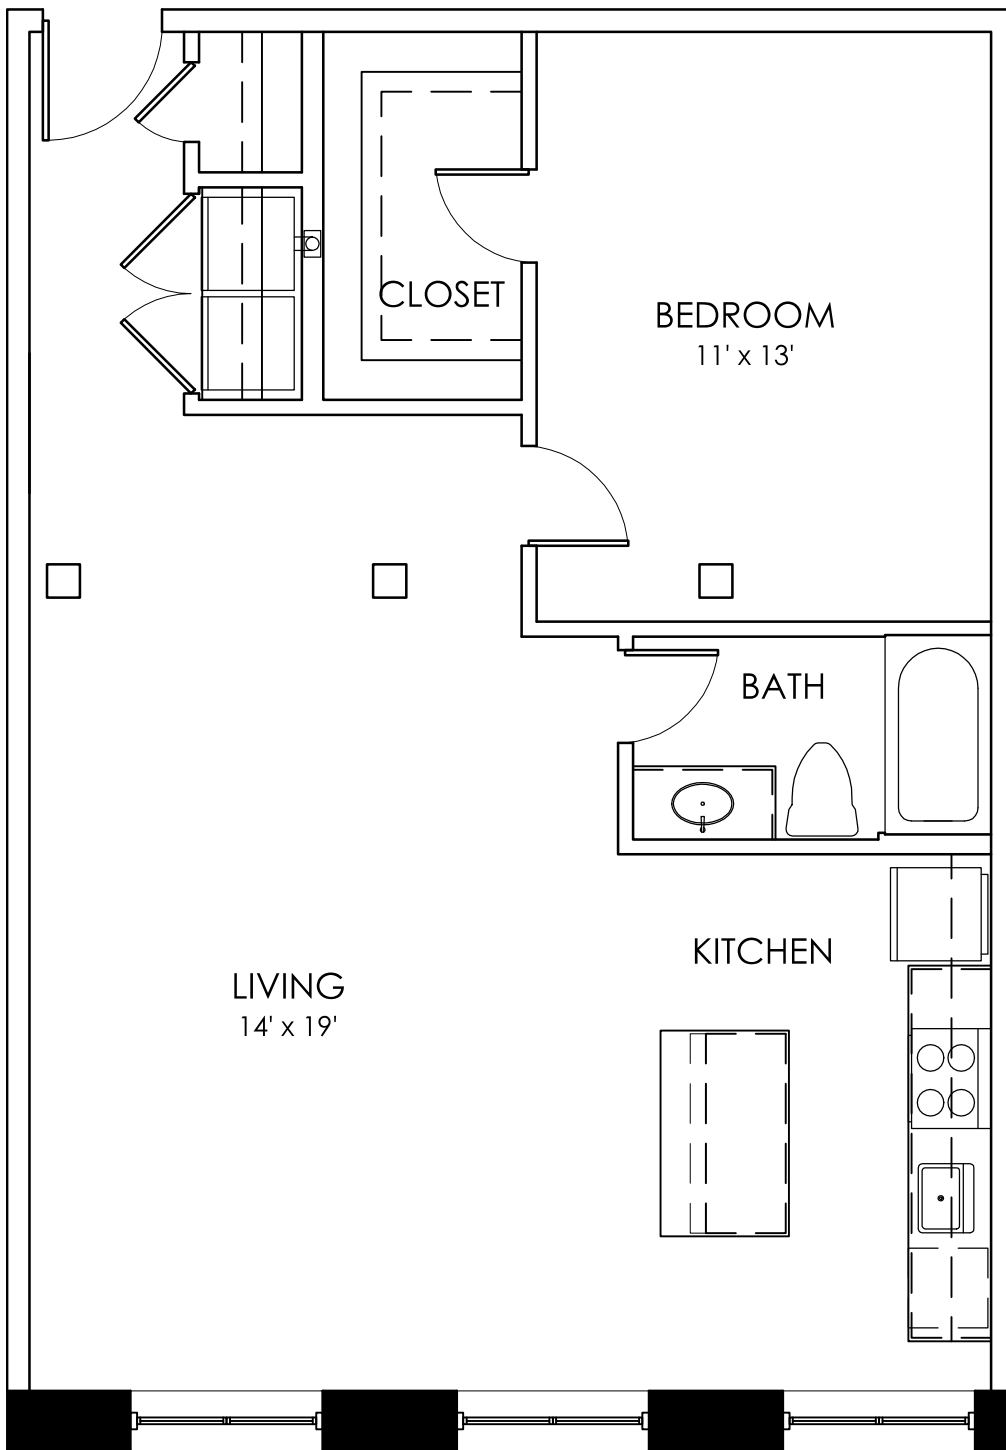 CLOSET
BEDROOM
11' x 13'
BATH
KITCHEN
LIVING
14' x 19'